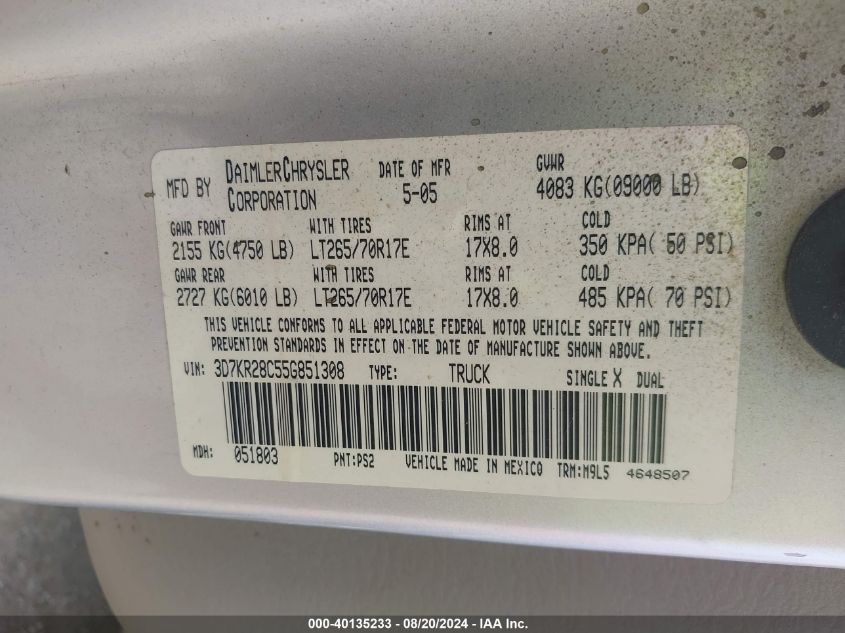 MFD BY DAIMLERCHRYSLER CORPORATION DATE OF MFR 5-05 GVWR 4083 KG(09000 LB)
GAWR FRONT WITH TIRES RIMS AT COLD
2155 KG(4750 LB) LT265/70R17E 17X8.0 350 KPA( 50 PSI)
GAWR REAR WITH TIRES RIMS AT COLD
2727 KG(6010 LB) LT265/70R17E 17X8.0 485 KPA( 70 PSI)
THIS VEHICLE CONFORMS TO ALL APPLICABLE FEDERAL MOTOR VEHICLE SAFETY AND THEFT
PREVENTION STANDARDS IN EFFECT ON THE DATE OF MANUFACTURE SHOWN ABOVE.
VIN: 3D7KR28C55G851308 TYPE: TRUCK SINGLE X DUAL
MDH: 051803 PNT:PS2 VEHICLE MADE IN MEXICO TRM:M9L5 4648507
000-40135233 - 08/20/2024 - IAA Inc.